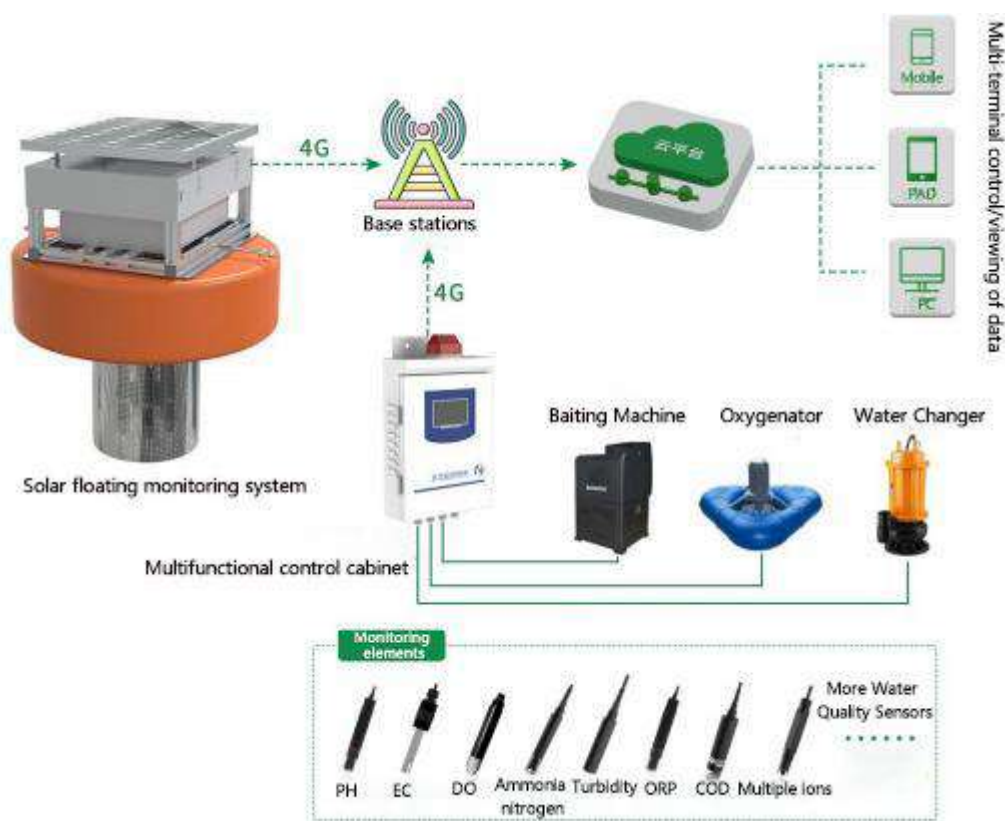 4G
Base stations
云平台
Mobile
PAD
PC
Multi-terminal control/viewing of data
4G
Solar floating monitoring system
Multifunctional control cabinet
Baiting Machine
Oxygenator
Water Changer
Monitoring
elements
PH
EC
DO
Ammonia
nitrogen
Turbidity
ORP
COD
Multiple ions
More Water
Quality Sensors